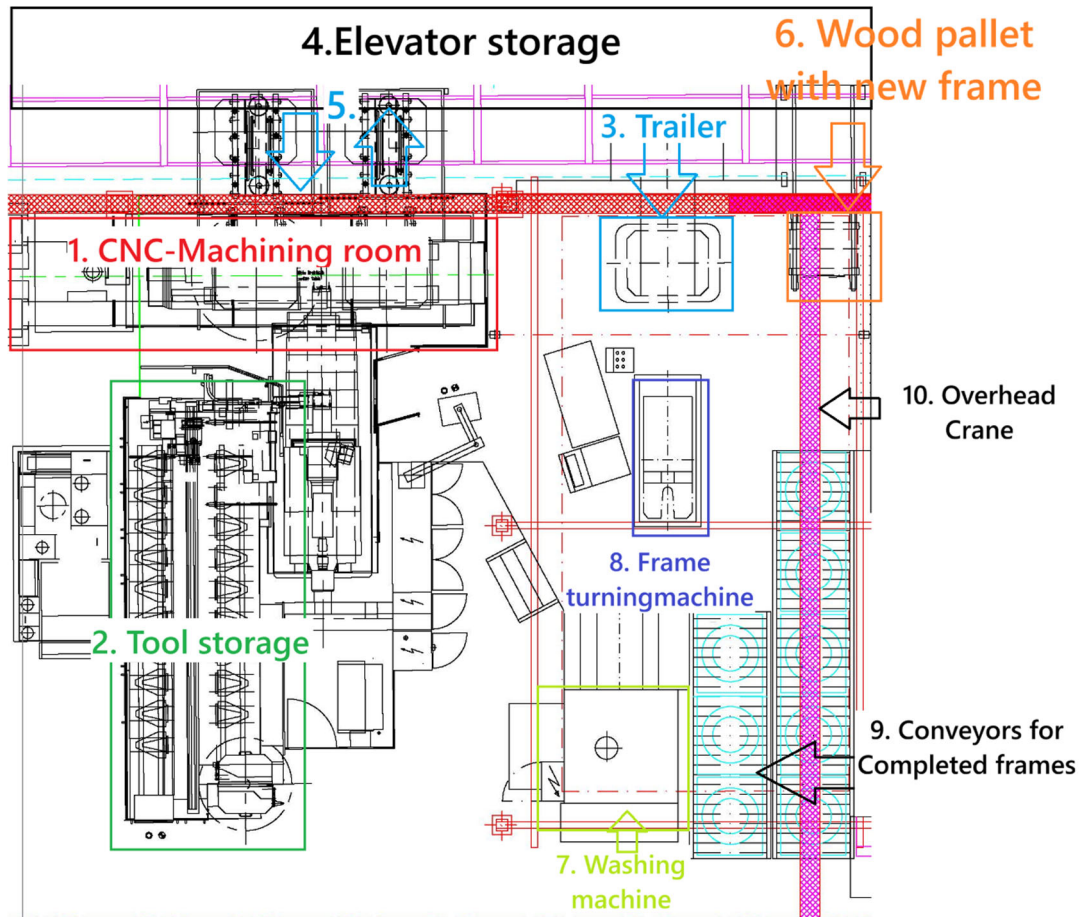 4.Elevator storage
6. Wood pallet
with new frame
5.
3. Trailer
1. CNC-Machining room
10. Overhead
Crane
8. Frame
turningmachine
2. Tool storage
9. Conveyors for
Completed frames
7. Washing
machine